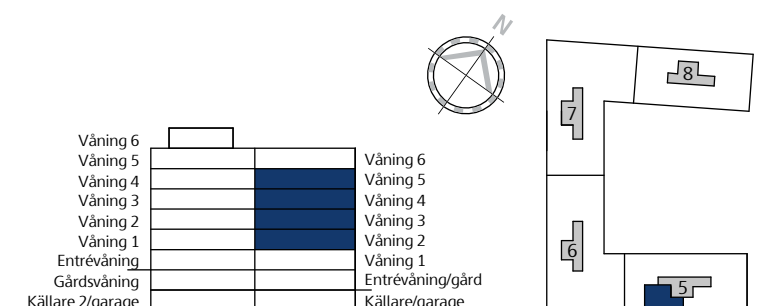 N
8
7
6
5
Våning 6
Våning 5
Våning 4
Våning 3
Våning 2
Våning 1
Entrévåning
Gårdsvåning
Källare 2/garage
Våning 6
Våning 5
Våning 4
Våning 3
Våning 2
Våning 1
Entrévåning/gård
Källare/garage